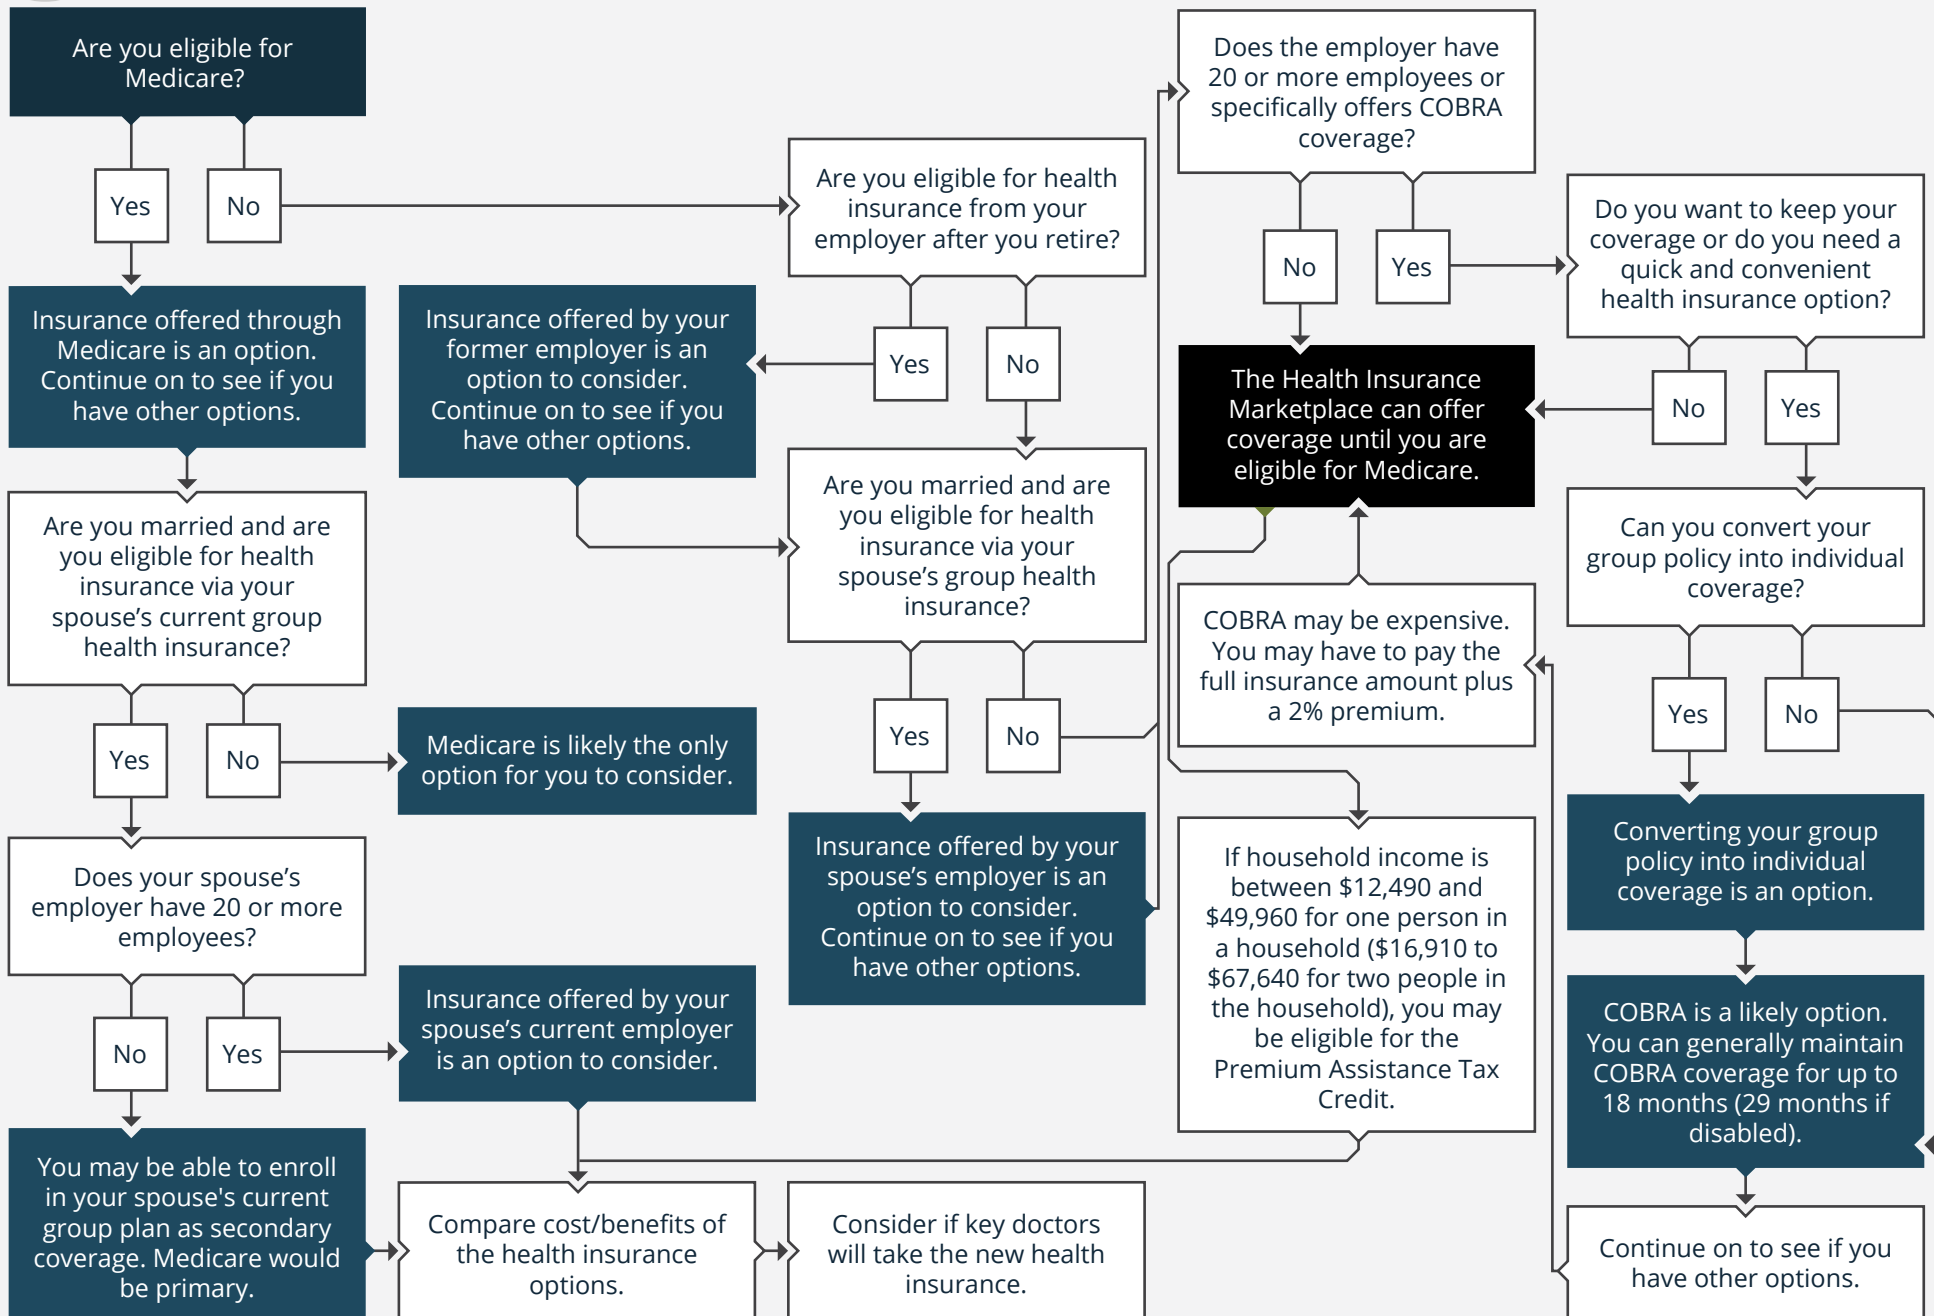 Are you eligible for
Medicare?
Yes
No
Insurance offered through
Medicare is an option.
Continue on to see if you
have other options.
Are you married and are
you eligible for health
insurance via your
spouse’s current group
health insurance?
Yes
No
Medicare is likely the only
option for you to consider.
Does your spouse’s
employer have 20 or more
employees?
No
Yes
Insurance offered by your
spouse’s current employer
is an option to consider.
You may be able to enroll
in your spouse's current
group plan as secondary
coverage. Medicare would
be primary.
Compare cost/benefits of
the health insurance
options.
Consider if key doctors
will take the new health
insurance.
Are you eligible for health
insurance from your
employer after you retire?
Yes
No
Insurance offered by your
former employer is an
option to consider.
Continue on to see if you
have other options.
Are you married and are
you eligible for health
insurance via your
spouse’s group health
insurance?
Yes
No
Insurance offered by your
spouse’s employer is an
option to consider.
Continue on to see if you
have other options.
Does the employer have
20 or more employees or
specifically offers COBRA
coverage?
No
Yes
The Health Insurance
Marketplace can offer
coverage until you are
eligible for Medicare.
COBRA may be expensive.
You may have to pay the
full insurance amount plus
a 2% premium.
If household income is
between $12,490 and
$49,960 for one person in
a household ($16,910 to
$67,640 for two people in
the household), you may
be eligible for the
Premium Assistance Tax
Credit.
Do you want to keep your
coverage or do you need a
quick and convenient
health insurance option?
No
Yes
Can you convert your
group policy into individual
coverage?
Yes
No
Converting your group
policy into individual
coverage is an option.
COBRA is a likely option.
You can generally maintain
COBRA coverage for up to
18 months (29 months if
disabled).
Continue on to see if you
have other options.